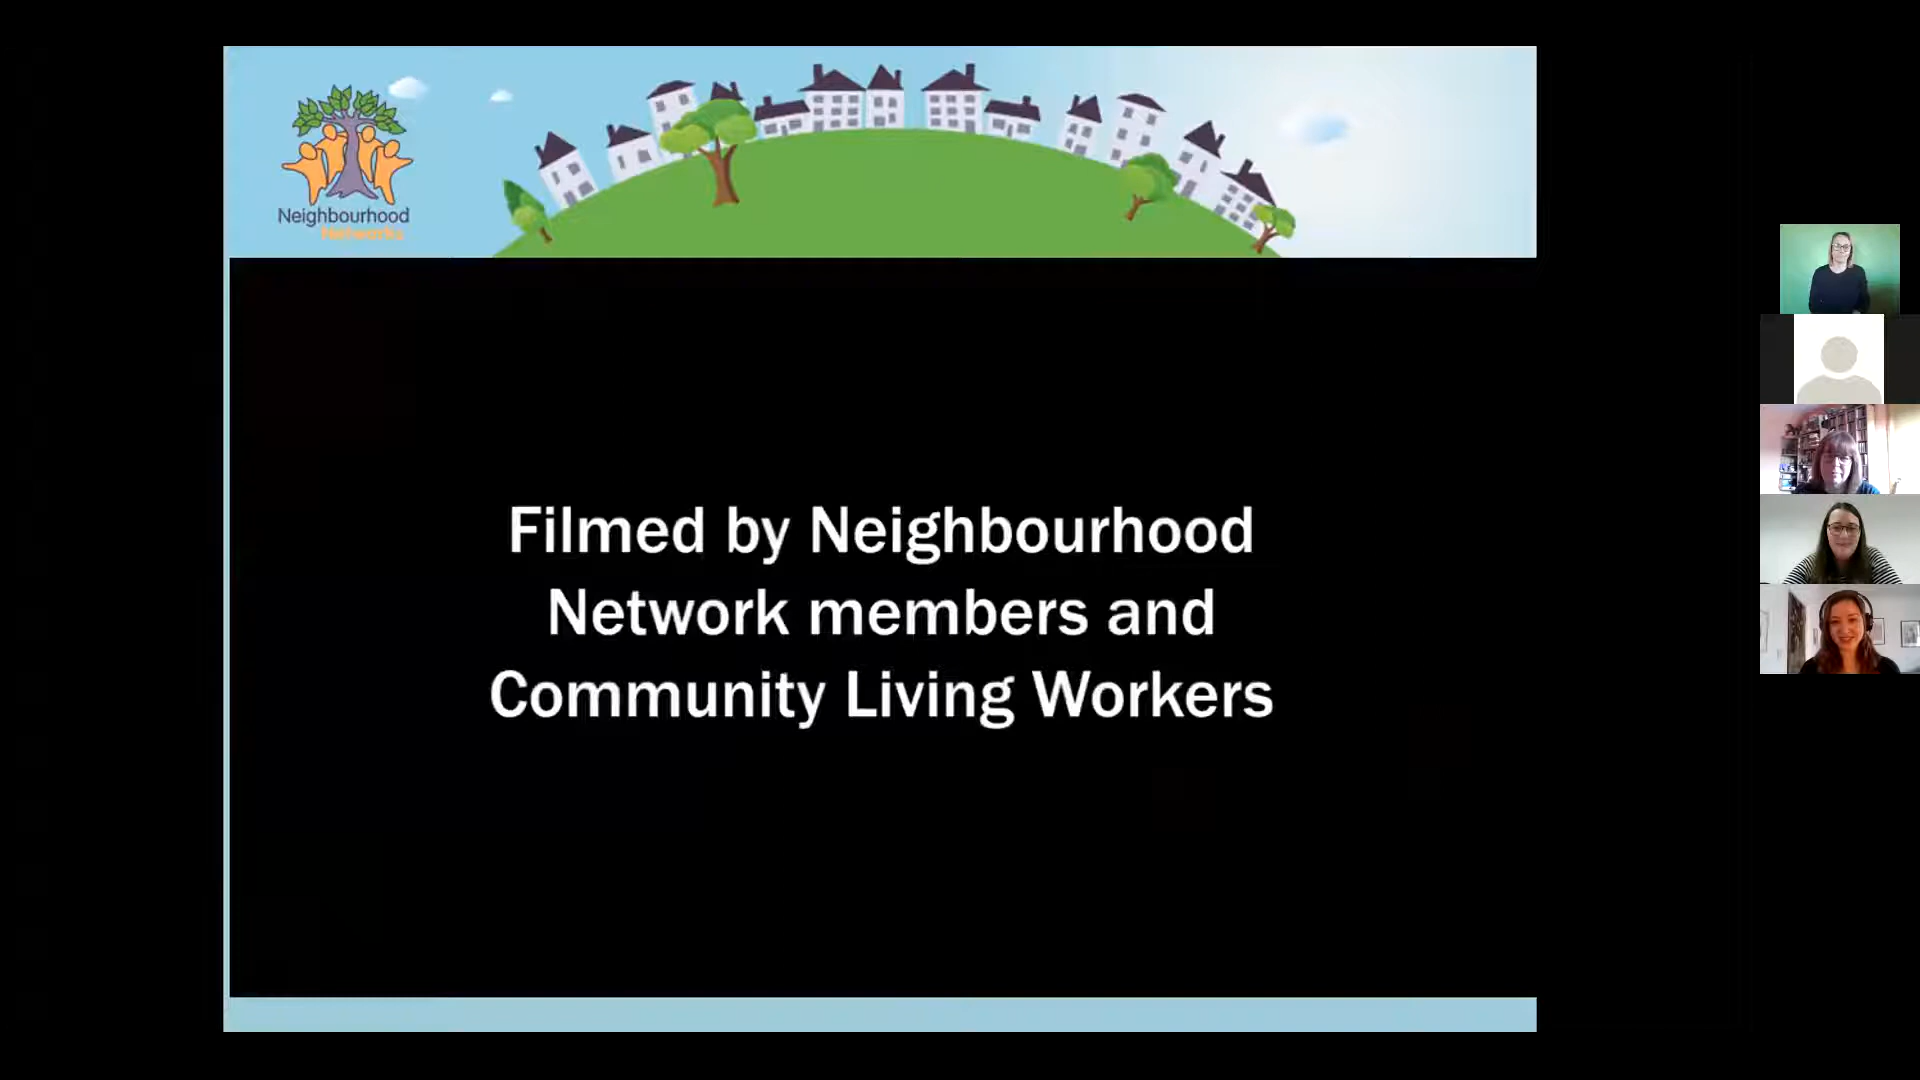 Neighbourhood
Networks
Filmed by Neighbourhood
Network members and
Community Living Workers